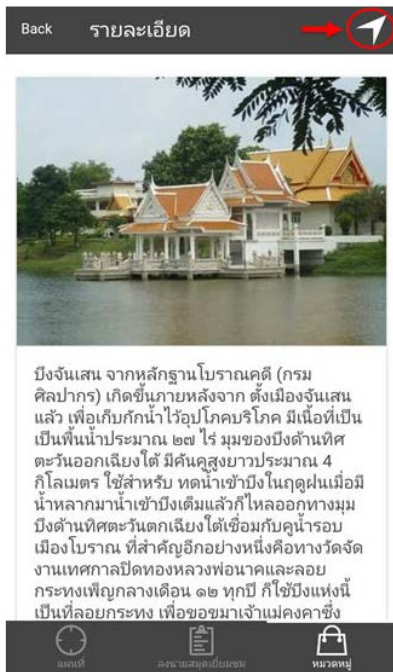 Back
รายละเอียด
บึงจันเสน จากหลักฐานโบราณคดี (กรม
ศิลปากร) เกิดขึ้นภายหลังจาก ตั้งเมืองจันเสน
แล้ว เพื่อเก็บกักน้ำไว้อุปโภคบริโภค มีเนื้อที่เป็น
เป็นพื้นน้ำประมาณ ๒๗ ไร่ มุมของบึงด้านทิศ
ตะวันออกเฉียงใต้ มีคันคูสูงยาวประมาณ 4
กิโลเมตร ใช้สำหรับ ทดน้ำเข้าบึงในฤดูฝนเมื่อมี
น้ำหลากมาน้ำเข้าบึงเต็มแล้วก็ไหลออกทางมุม
บึงด้านทิศตะวันตกเฉียงใต้เชื่อมกับคูน้ำรอบ
เมืองโบราณ ที่สำคัญอีกอย่างหนึ่งคือทางวัดจัด
งานเทศกาลปิดทองหลวงพ่อนาคและลอย
กระทงเพ็ญกลางเดือน ๑๒ ทุกปี ก็ใช้บึงแห่งนี้
เป็นที่ลอยกระทง เพื่อขอขมาเจ้าแม่คงคาซึ่ง
แผนที่
ลงนามสมุดเยี่ยมชม
หมวดหมู่